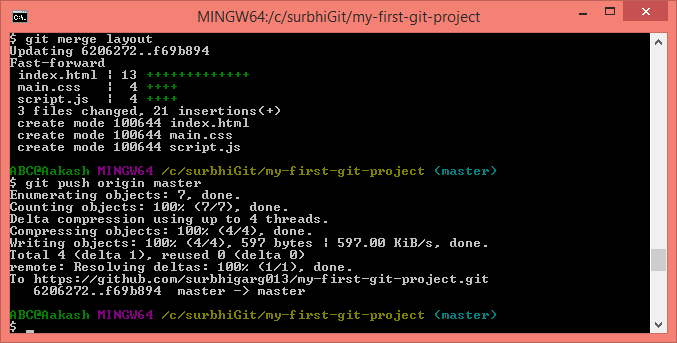 MINGW64:/c/surbhiGit/my-first-git-project
$ git merge layout
Updating 6206272..f69b894
Fast-forward
 index.html | 13 +++++++++++++
 main.css   |  4 ++++
 script.js  |  4 ++++
 3 files changed, 21 insertions(+)
 create mode 100644 index.html
 create mode 100644 main.css
 create mode 100644 script.js
ABC@Aakash MINGW64 /c/surbhiGit/my-first-git-project (master)
$ git push origin master
Enumerating objects: 7, done.
Counting objects: 100% (7/7), done.
Delta compression using up to 4 threads.
Compressing objects: 100% (4/4), done.
Writing objects: 100% (4/4), 597 bytes | 597.00 KiB/s, done.
Total 4 (delta 1), reused 0 (delta 0)
remote: Resolving deltas: 100% (1/1), done.
To https://github.com/surbhigarg013/my-first-git-project.git
   6206272..f69b894  master -> master
ABC@Aakash MINGW64 /c/surbhiGit/my-first-git-project (master)
$